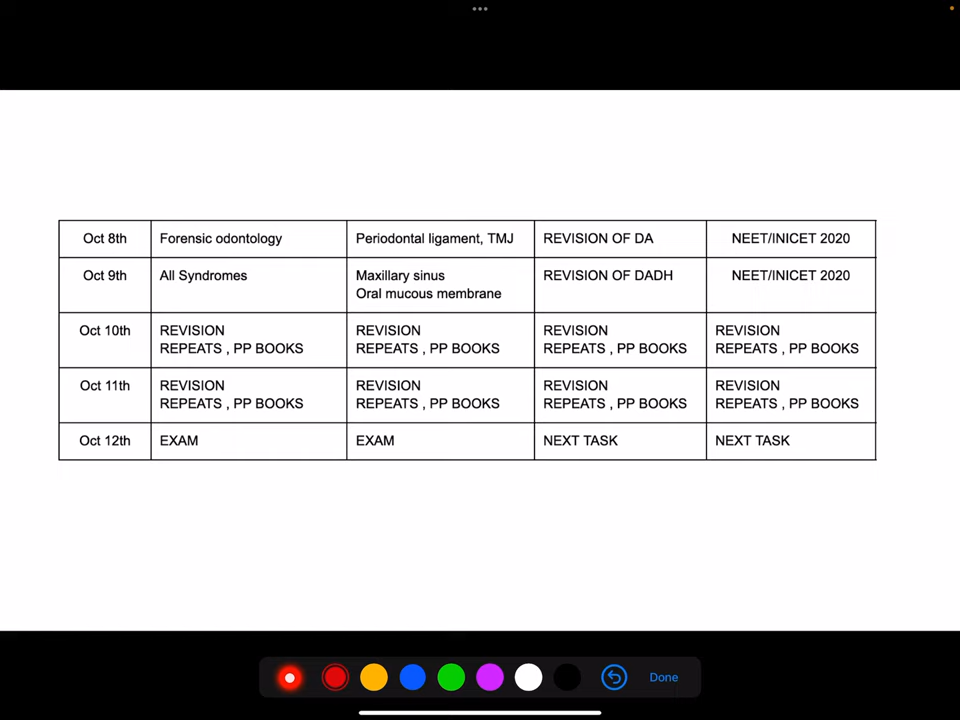 Oct 8th Forensic odontology Periodontal ligament, TMJ REVISION OF DA NEET/INICET 2020
Oct 9th All Syndromes Maxillary sinus REVISION OF DADH NEET/INICET 2020
Oral mucous membrane
Oct 10th REVISION REVISION REVISION REVISION
REPEATS , PP BOOKS REPEATS , PP BOOKS REPEATS , PP BOOKS REPEATS , PP BOOKS
Oct 11th REVISION REVISION REVISION REVISION
REPEATS , PP BOOKS REPEATS , PP BOOKS REPEATS , PP BOOKS REPEATS , PP BOOKS
Oct 12th EXAM EXAM NEXT TASK NEXT TASK
Done